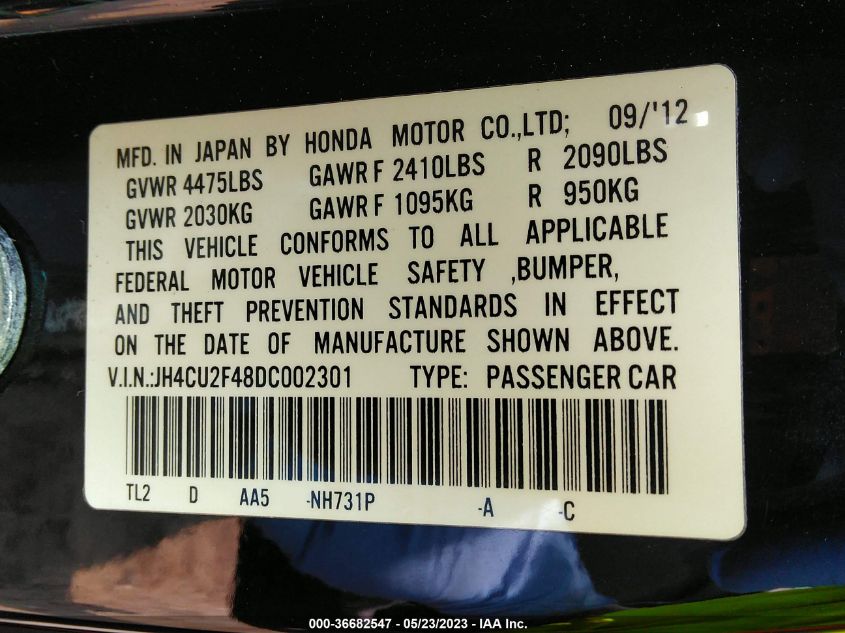 MFD. IN JAPAN BY HONDA MOTOR CO.,LTD; 09/'12
GVWR 4475LBS GAWR F 2410LBS R 2090LBS
GVWR 2030KG GAWR F 1095KG R 950KG
THIS VEHICLE CONFORMS TO ALL APPLICABLE
FEDERAL MOTOR VEHICLE SAFETY ,BUMPER,
AND THEFT PREVENTION STANDARDS IN EFFECT
ON THE DATE OF MANUFACTURE SHOWN ABOVE.
V.I.N.:JH4CU2F48DC002301 TYPE: PASSENGER CAR
TL2 D AA5 -NH731P -A -C
000-36682547 - 05/23/2023 - IAA Inc.